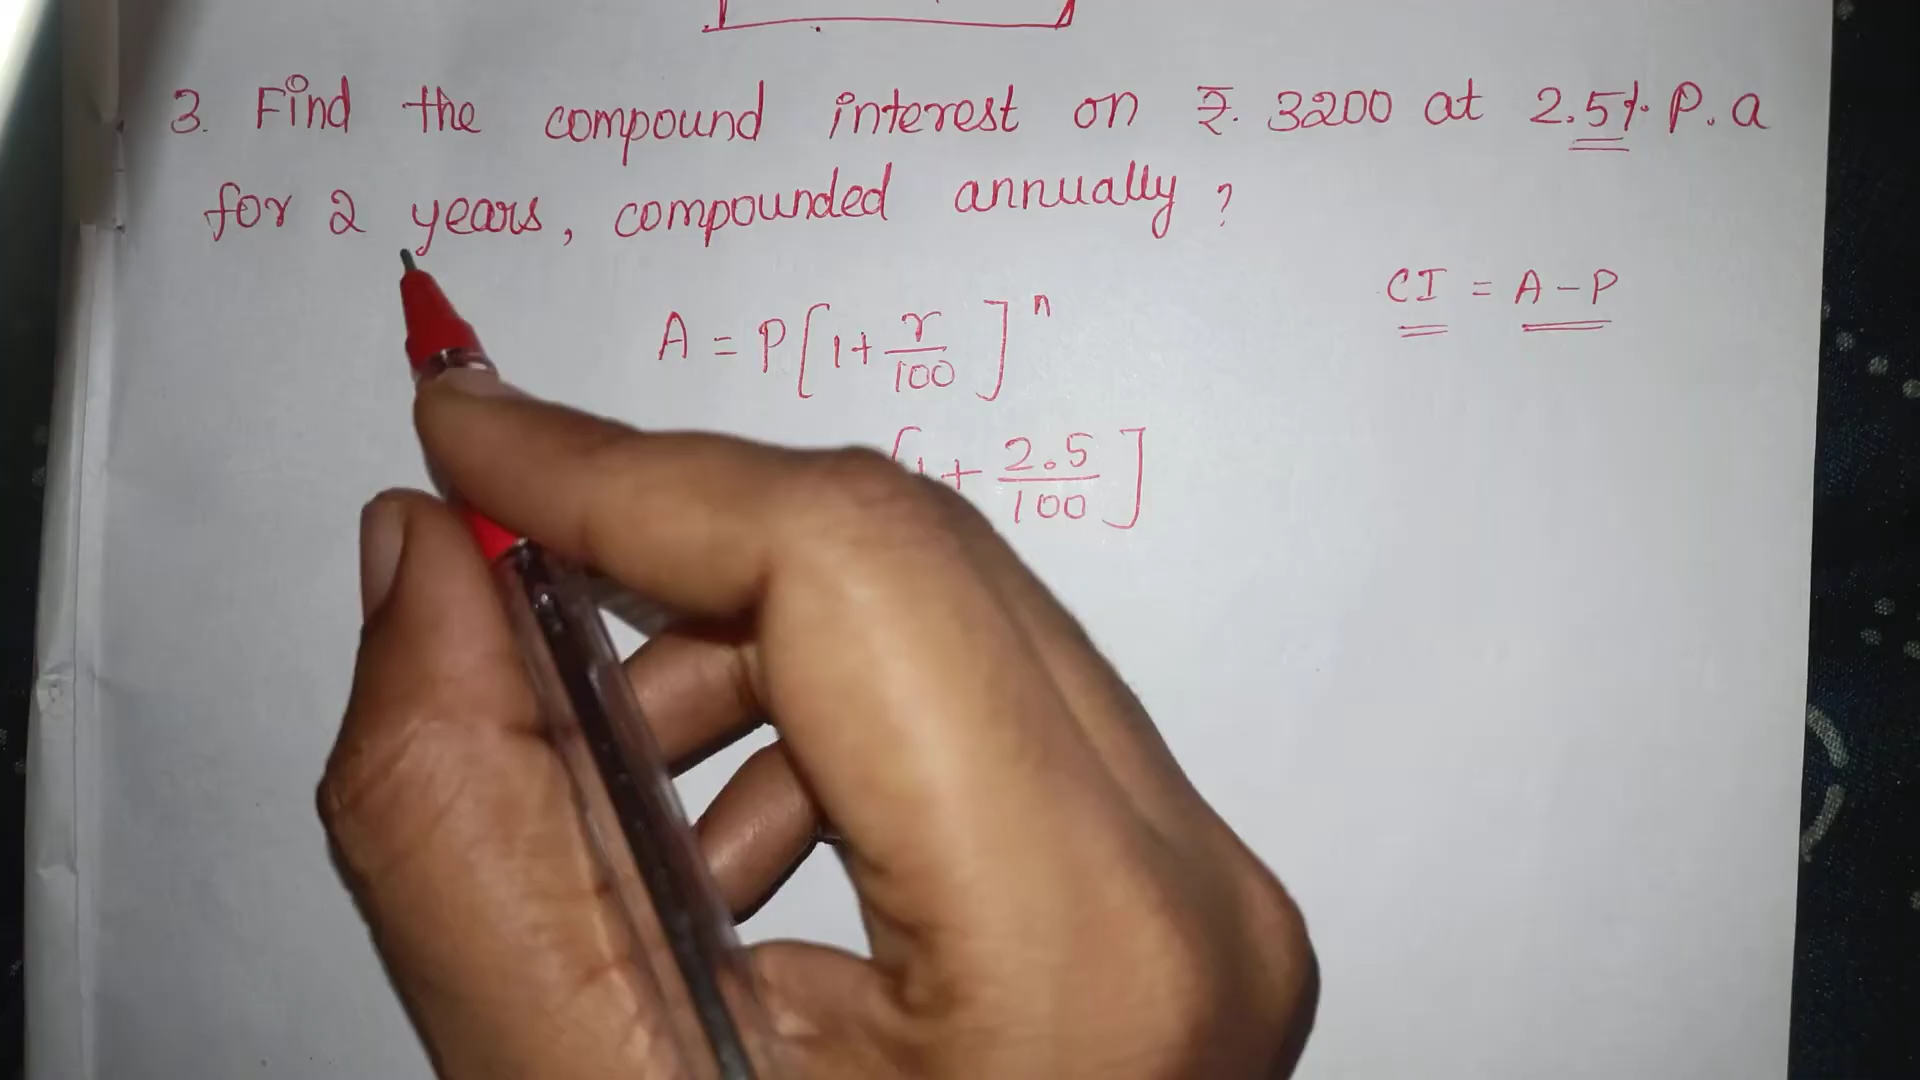 3. Find the compound interest on ₹. 3200 at 2.5% P.a
for 2 years, compounded annually ?
CI = A - P
A = P[1+r/100]^n
[1 + 2.5/100]